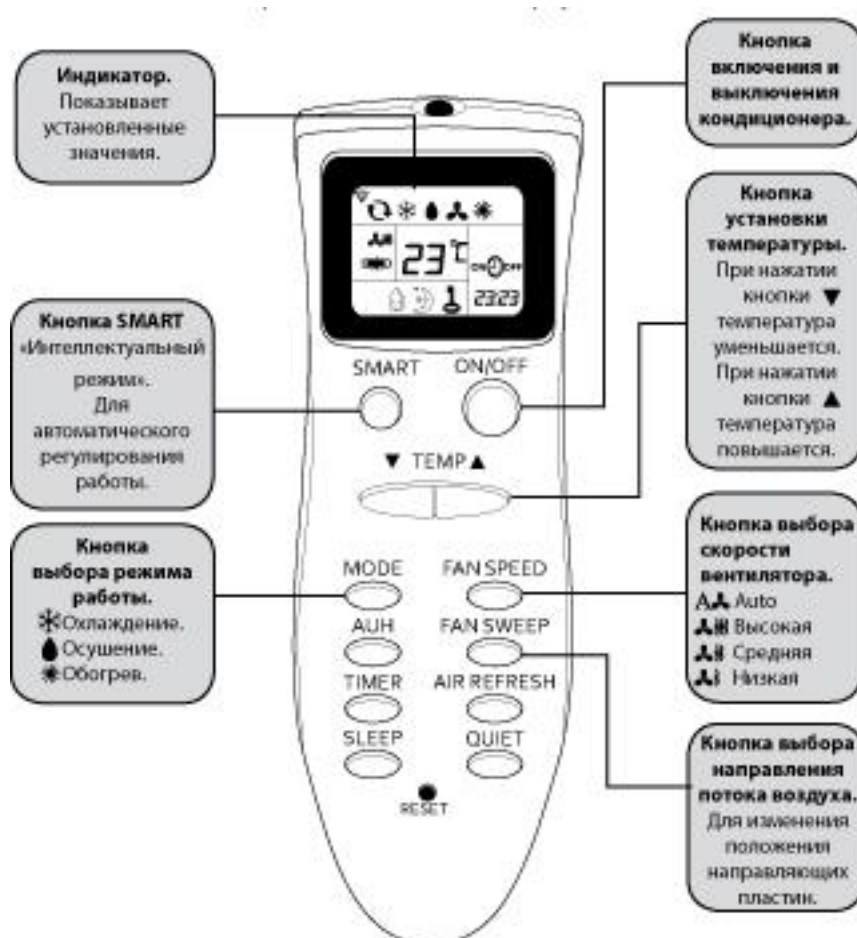 Индикатор.
Показывает
установленные
значения.
Кнопка
включения и
выключения
кондиционера.
Кнопка
установки
температуры.
При нажатии
кнопки ▼
температура
уменьшается.
При нажатии
кнопки ▲
температура
повышается.
23°C
ON OFF
23:23
Кнопка SMART
«Интеллектуальный
режим».
Для
автоматического
регулирования
работы.
SMART ON/OFF
▼ TEMP ▲
Кнопка
выбора режима
работы.
Охлаждение.
Осушение.
Обогрев.
MODE FAN SPEED
AUH FAN SWEEP
TIMER AIR REFRESH
SLEEP QUIET
RESET
Кнопка выбора
скорости
вентилятора.
A Auto
Высокая
Средняя
Низкая
Кнопка выбора
направления
потока воздуха.
Для изменения
положения
направляющих
пластин.